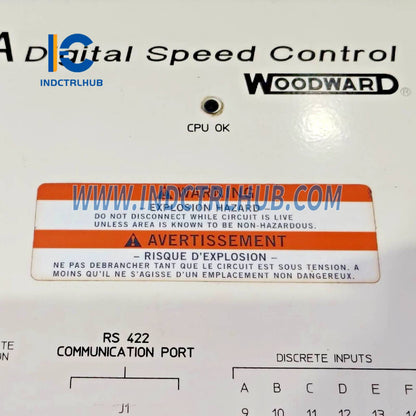 A Digital Speed Control
INDCTRLHUB
WOODWARD®
CPU OK
WARNING
WWW.INDCTRLHUB.COM
EXPLOSION HAZARD
DO NOT DISCONNECT WHILE CIRCUIT IS LIVE
UNLESS AREA IS KNOWN TO BE NON-HAZARDOUS.
AVERTISSEMENT
– RISQUE D'EXPLOSION –
NE PAS DEBRANCHER TANT QUE LE CIRCUIT EST SOUS TENSION. A
MOINS QU'IL NE S'AGISSE D'UN EMPLACEMENT NON DANGEREUX.
RS 422
COMMUNICATION PORT
J1
DISCRETE INPUTS
A B C D E F
9 10 11 12 13